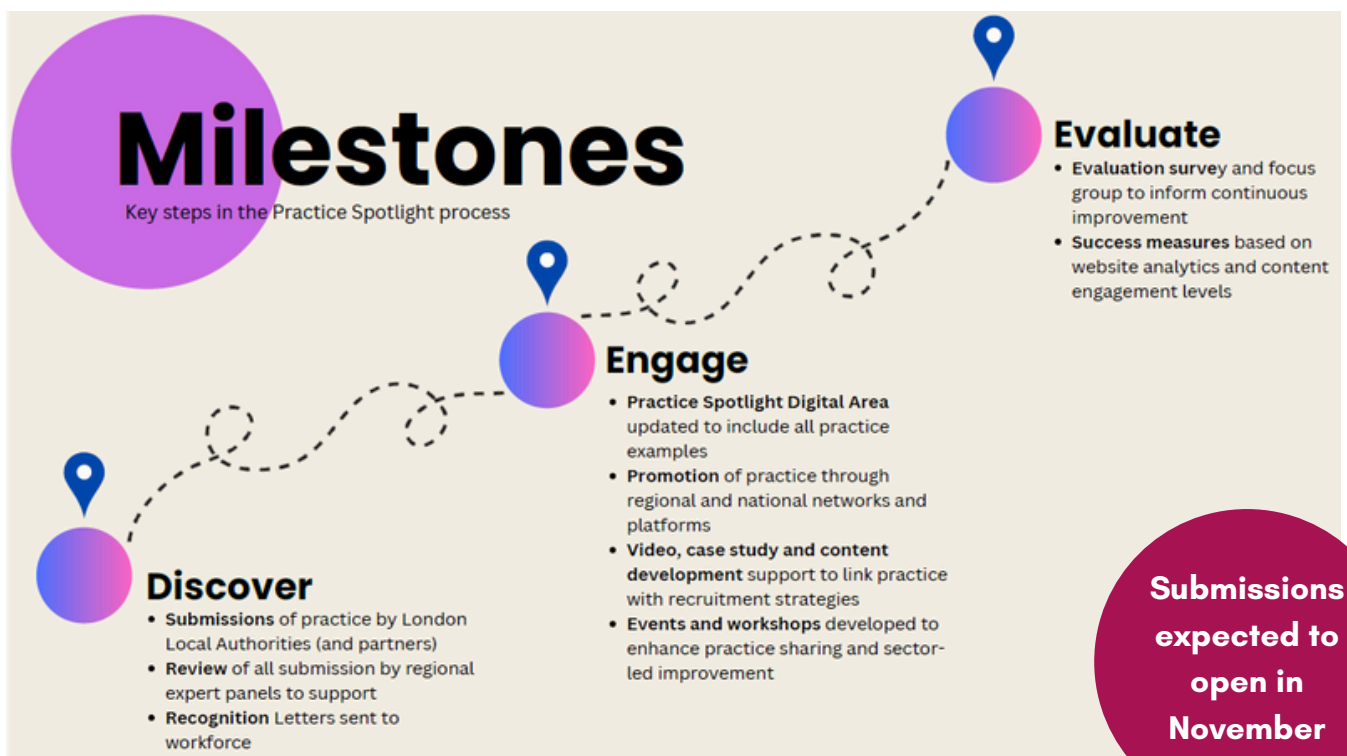 Milestones
Key steps in the Practice Spotlight process
Evaluate
• Evaluation survey and focus
group to inform continuous
improvement
• Success measures based on
website analytics and content
engagement levels
Engage
• Practice Spotlight Digital Area
updated to include all practice
examples
• Promotion of practice through
regional and national networks and
platforms
• Video, case study and content
development support to link practice
with recruitment strategies
• Events and workshops developed to
enhance practice sharing and sector-
led improvement
Discover
• Submissions of practice by London
Local Authorities (and partners)
• Review of all submission by regional
expert panels to support
• Recognition Letters sent to
workforce
Submissions
expected to
open in
November